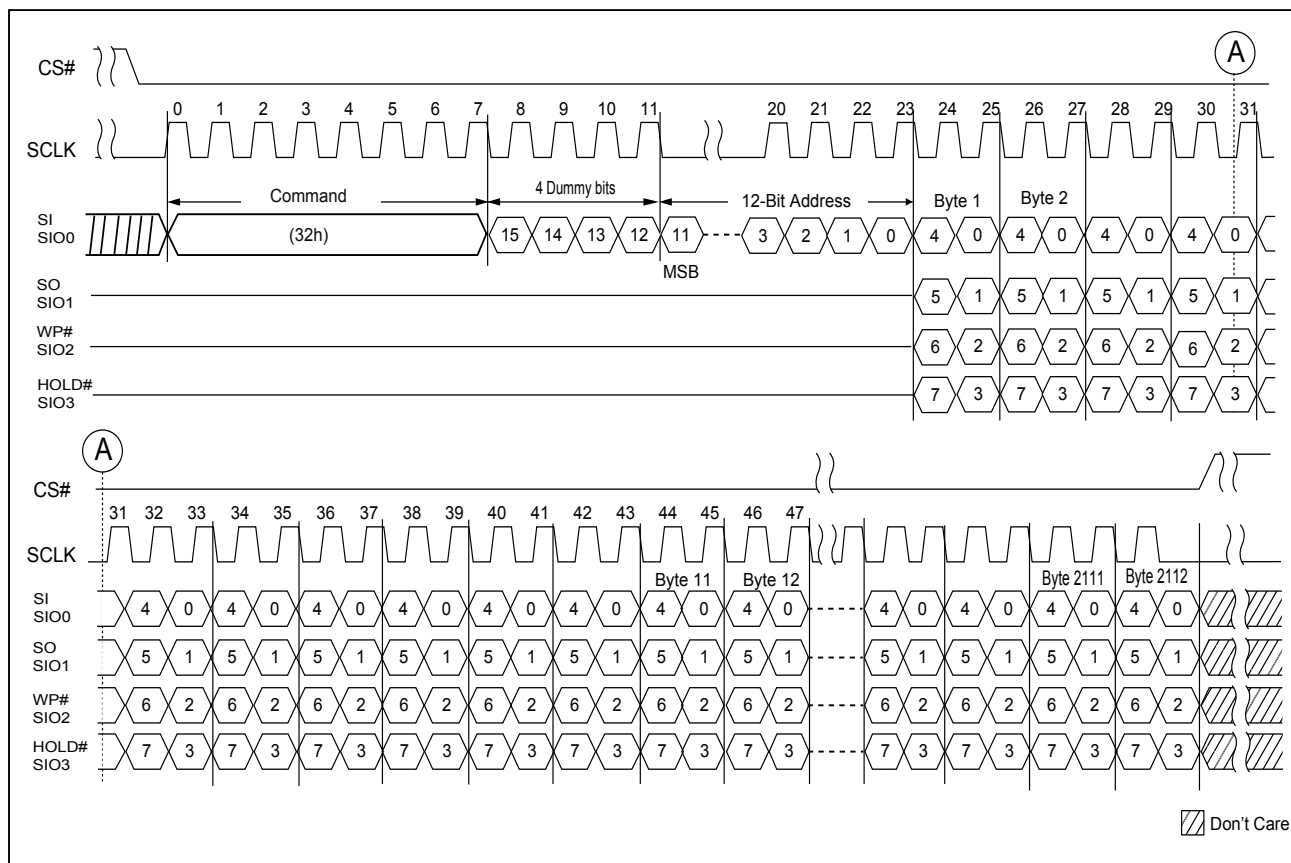 CS#
A
0 1 2 3 4 5 6 7 8 9 10 11 20 21 22 23 24 25 26 27 28 29 30 31
SCLK
Command 4 Dummy bits 12-Bit Address Byte 1 Byte 2
SI
SIO0
(32h) 15 14 13 12 11 3 2 1 0 4 0 4 0 4 0 4 0
MSB
SO
SIO1
5 1 5 1 5 1 5 1
WP#
SIO2
6 2 6 2 6 2 6 2
HOLD#
SIO3
7 3 7 3 7 3 7 3
A
CS#
31 32 33 34 35 36 37 38 39 40 41 42 43 44 45 46 47
SCLK
Byte 11 Byte 12 Byte 2111 Byte 2112
SI
SIO0
4 0 4 0 4 0 4 0 4 0 4 0 4 0 4 0 4 0 4 0 4 0 4 0
SO
SIO1
5 1 5 1 5 1 5 1 5 1 5 1 5 1 5 1 5 1 5 1 5 1 5 1
WP#
SIO2
6 2 6 2 6 2 6 2 6 2 6 2 6 2 6 2 6 2 6 2 6 2 6 2
HOLD#
SIO3
7 3 7 3 7 3 7 3 7 3 7 3 7 3 7 3 7 3 7 3 7 3 7 3
Don't Care